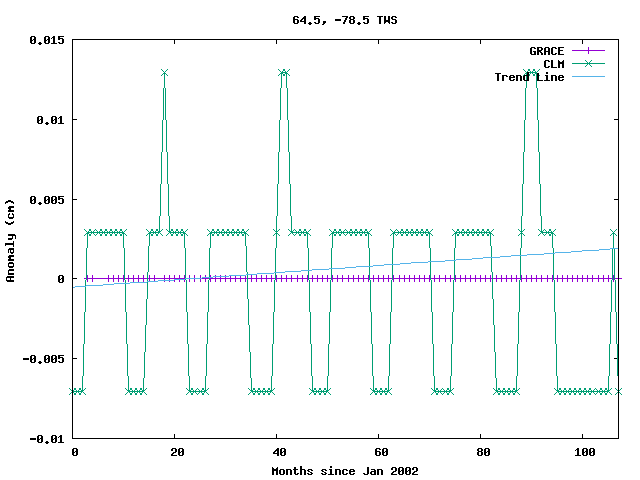 64.5, -78.5 TWS
0.015
GRACE
CLM
Trend Line
0.01
0.005
Anomaly (cm)
0
-0.005
-0.01
0 20 40 60 80 100
Months since Jan 2002